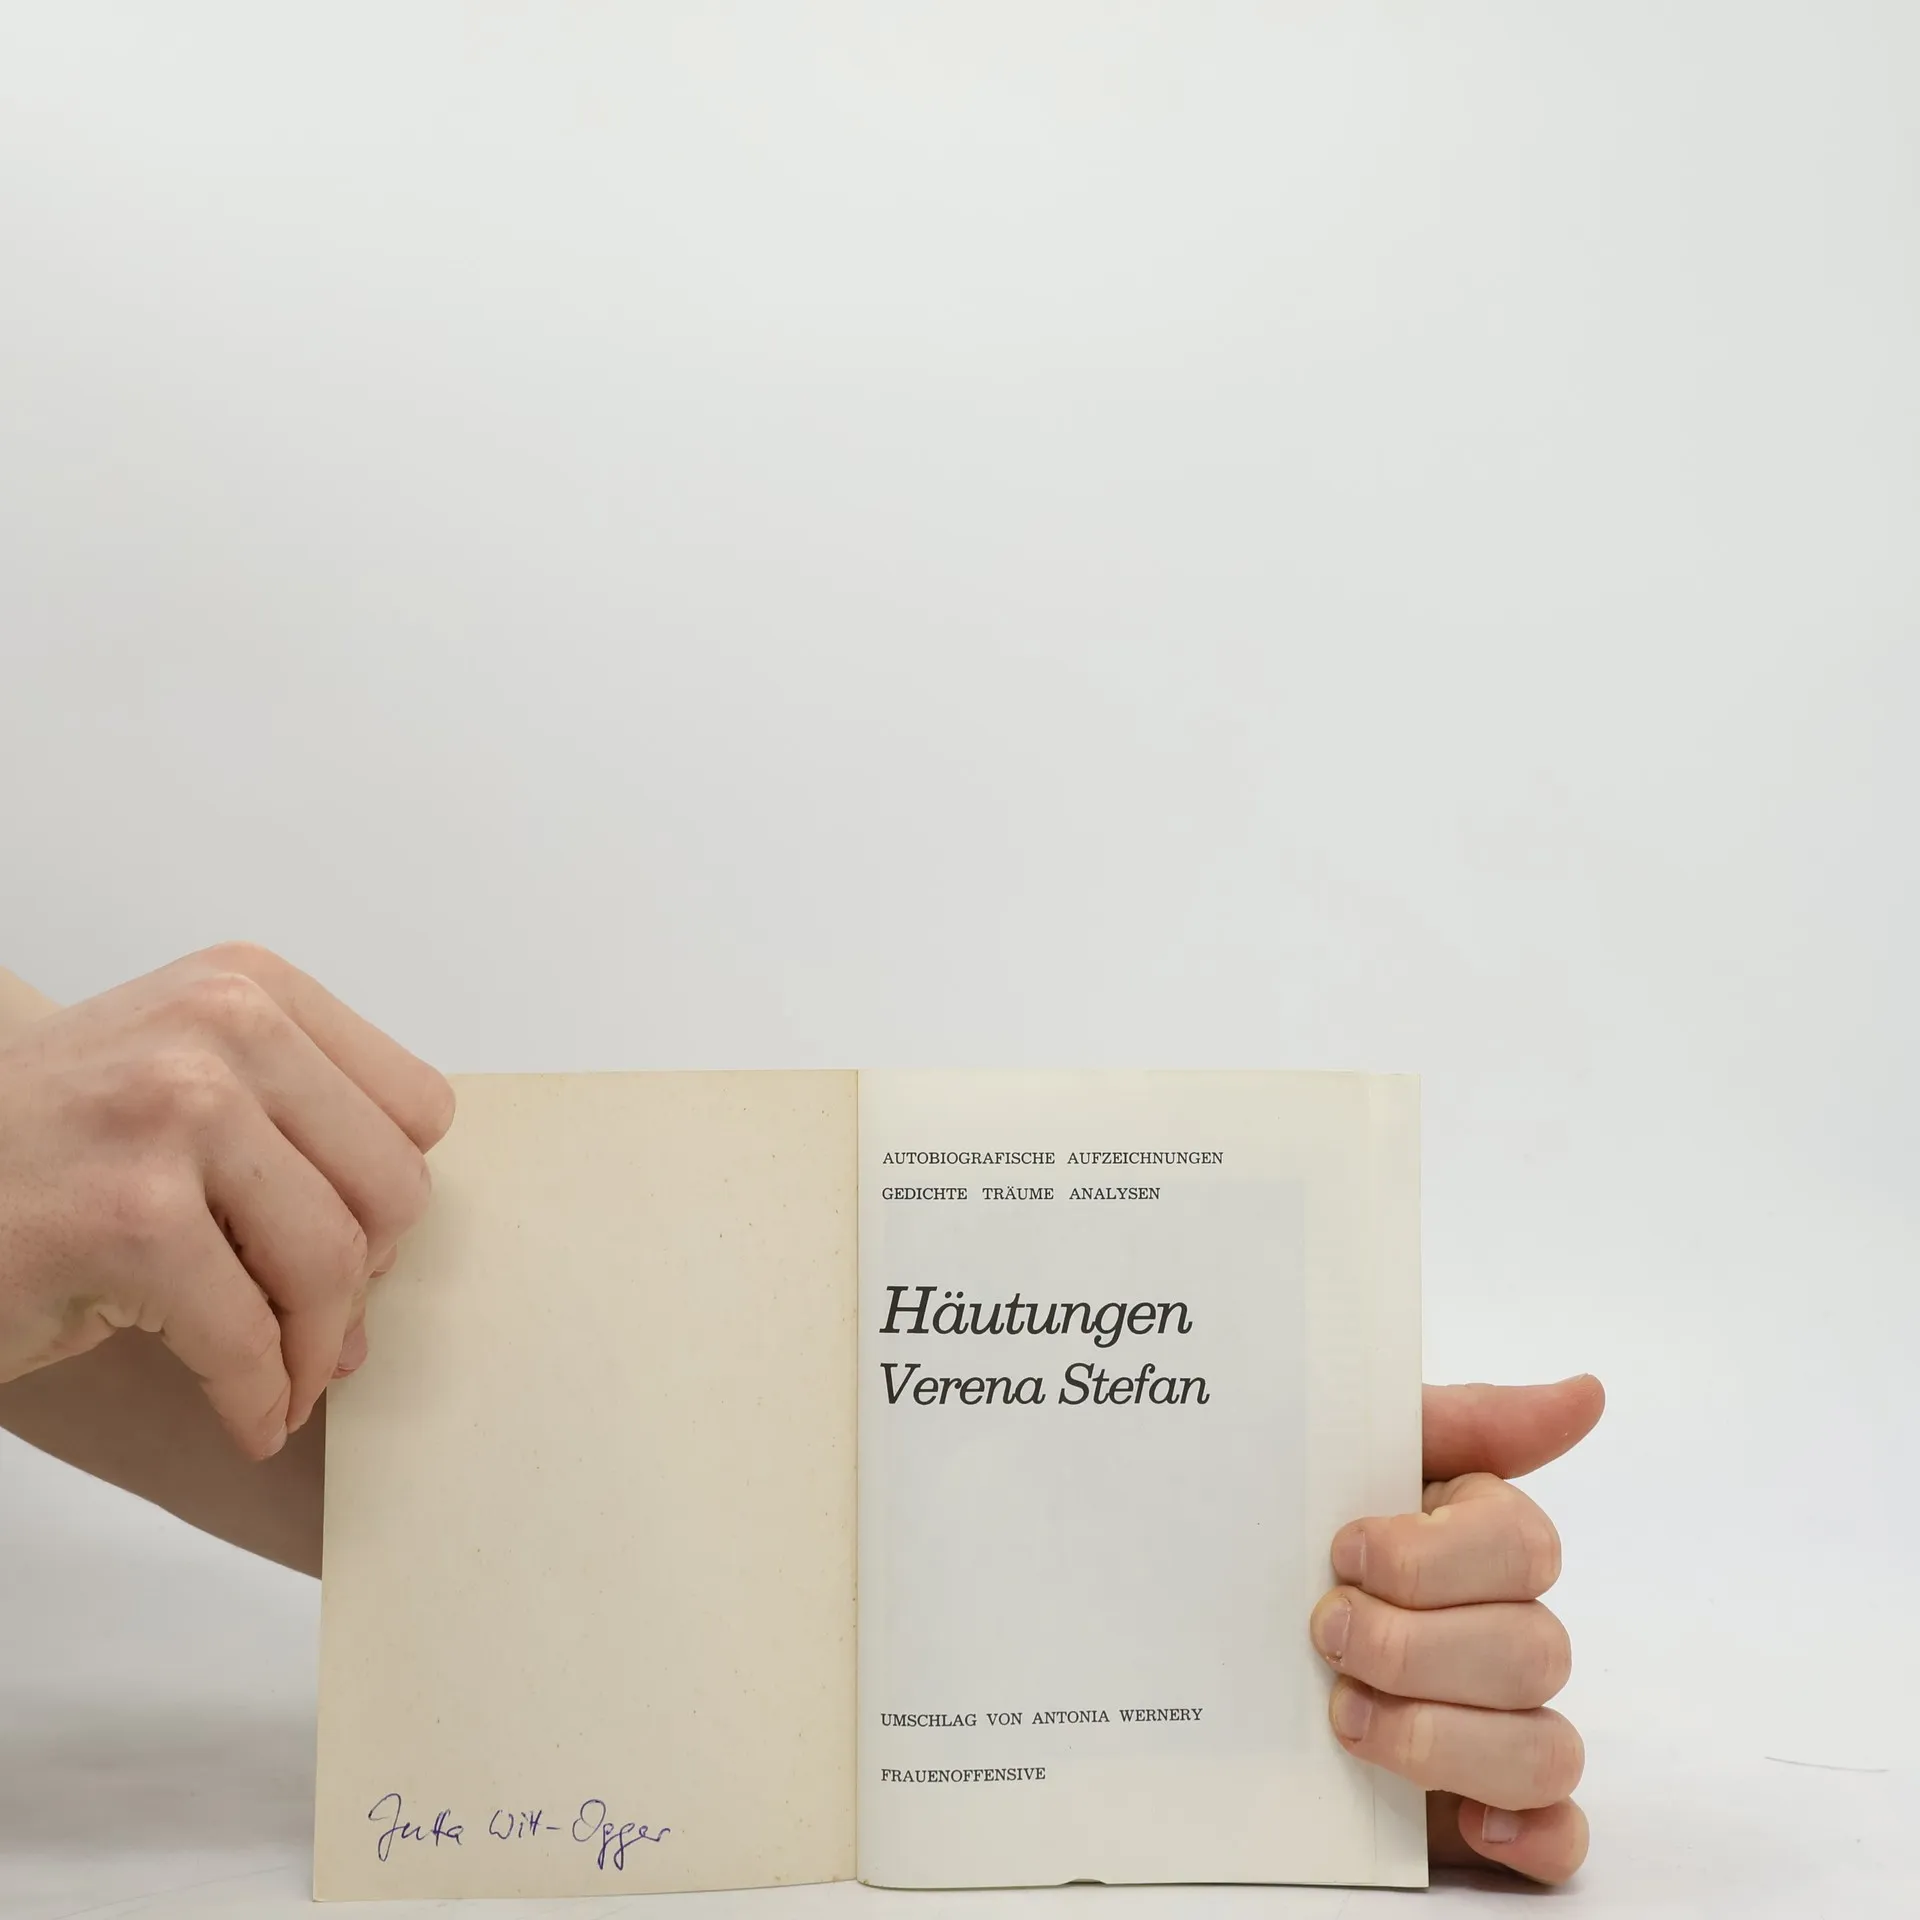 Jutta Witt-Ogger
AUTOBIOGRAFISCHE AUFZEICHNUNGEN
GEDICHTE TRÄUME ANALYSEN
Häutungen
Verena Stefan
UMSCHLAG VON ANTONIA WERNERY
FRAUENOFFENSIVE